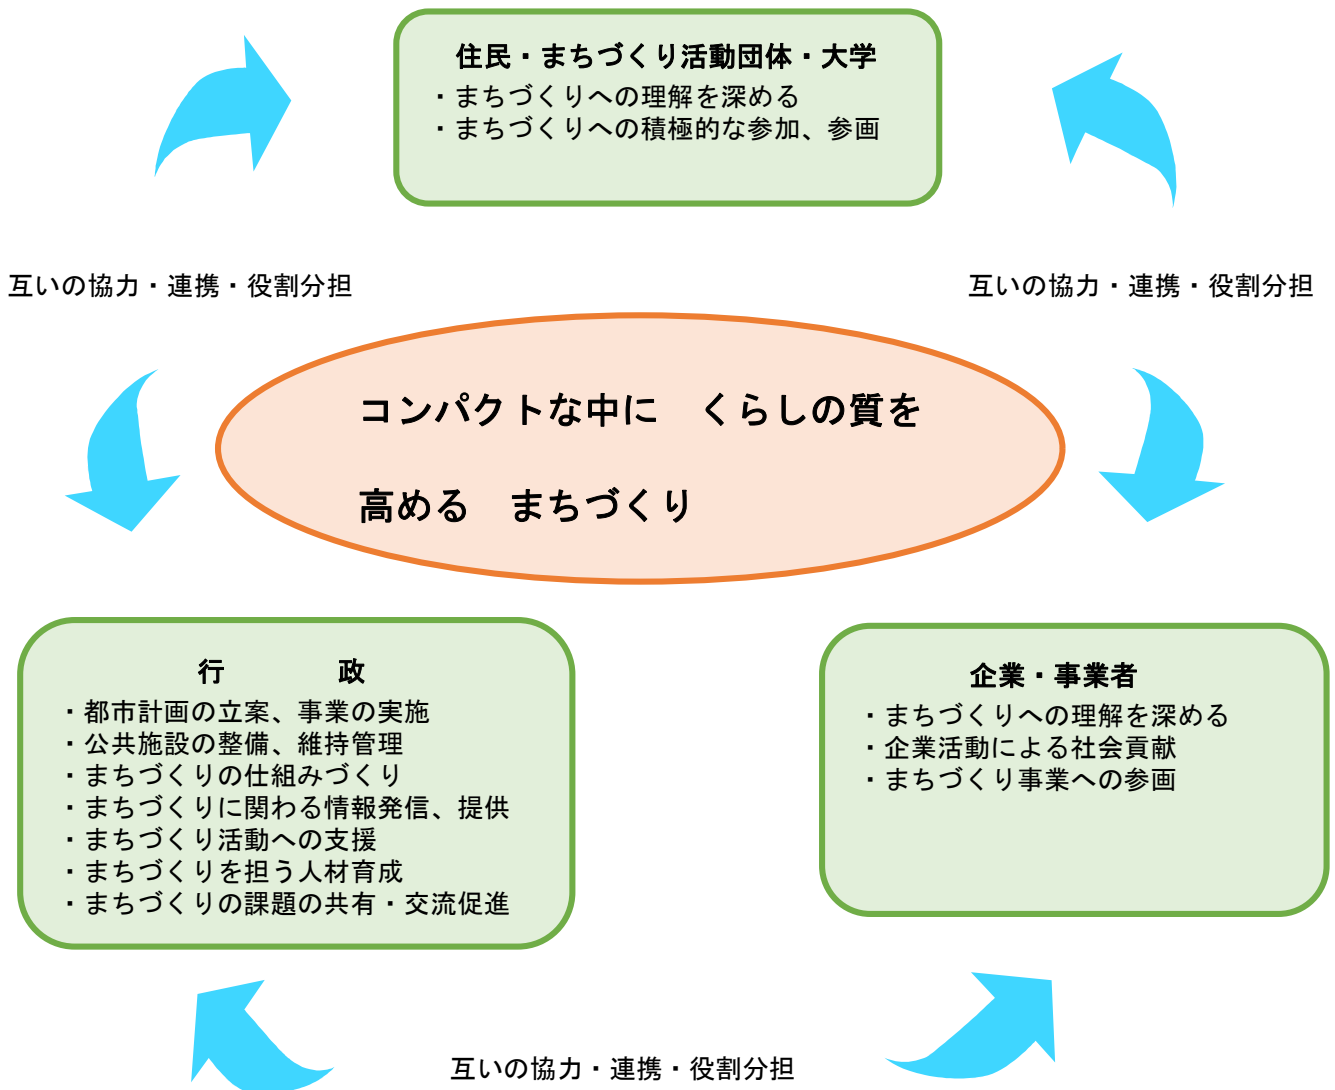 住民・まちづくり活動団体・大学
・まちづくりへの理解を深める
・まちづくりへの積極的な参加、参画
互いの協力・連携・役割分担
互いの協力・連携・役割分担
コンパクトな中に　くらしの質を
高める　まちづくり
行　　　　政
・都市計画の立案、事業の実施
・公共施設の整備、維持管理
・まちづくりの仕組みづくり
・まちづくりに関わる情報発信、提供
・まちづくり活動への支援
・まちづくりを担う人材育成
・まちづくりの課題の共有・交流促進
企業・事業者
・まちづくりへの理解を深める
・企業活動による社会貢献
・まちづくり事業への参画
互いの協力・連携・役割分担